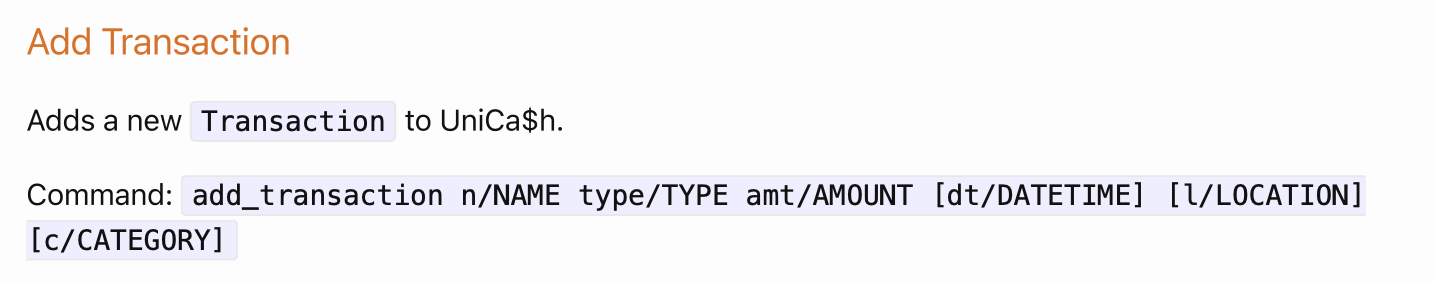 Add Transaction
Adds a new Transaction to UniCa$h.
Command: add_transaction n/NAME type/TYPE amt/AMOUNT [dt/DATETIME] [l/LOCATION]
[c/CATEGORY]